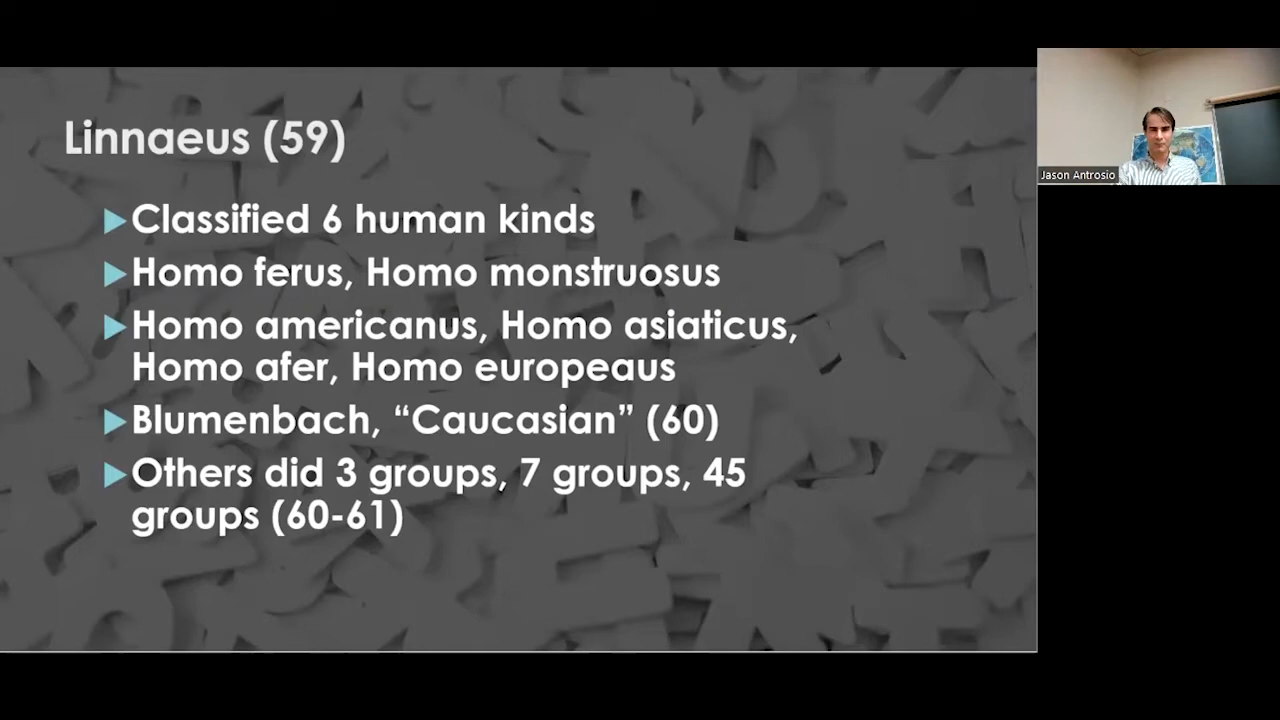 Linnaeus (59)
Classified 6 human kinds
Homo ferus, Homo monstruosus
Homo americanus, Homo asiaticus,
Homo afer, Homo europeaus
Blumenbach, “Caucasian” (60)
Others did 3 groups, 7 groups, 45
groups (60-61)
Jason Antrosio